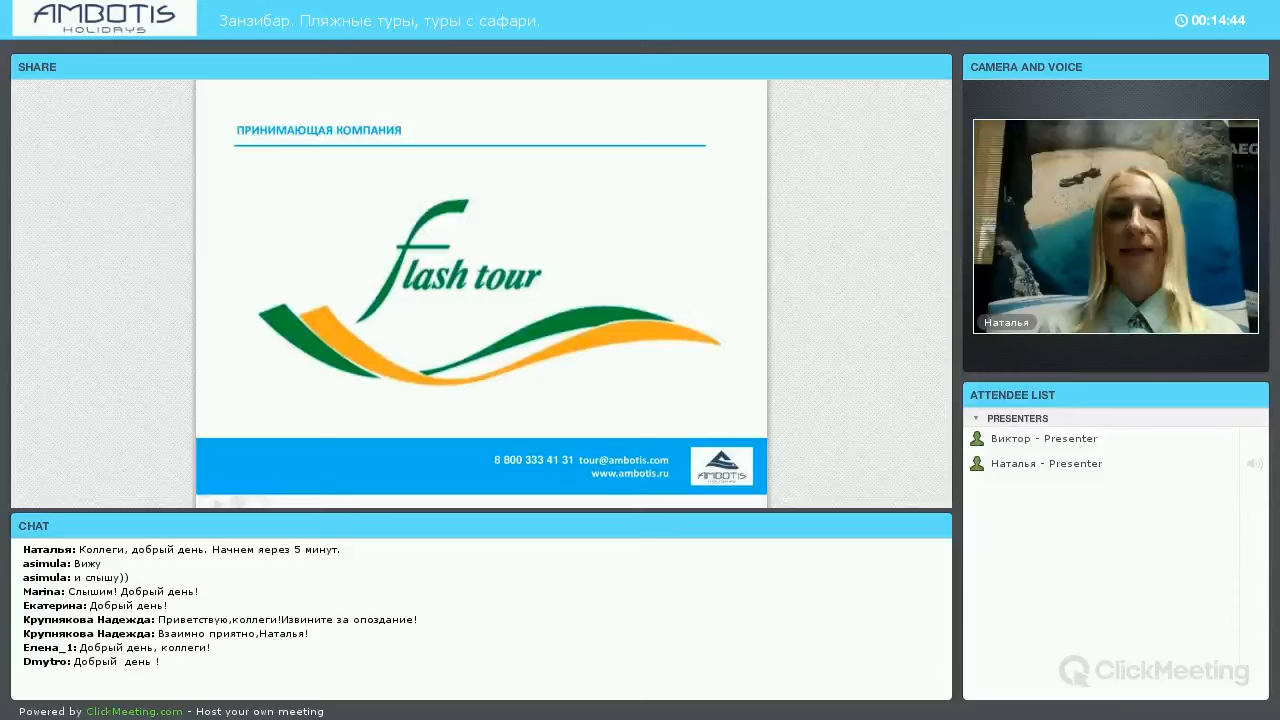 AMBOTIS
HOLIDAYS
Занзибар. Пляжные туры, туры с сафари.
00:14:44
SHARE
ПРИНИМАЮЩАЯ КОМПАНИЯ
flash tour
8 800 333 41 31 tour@ambotis.com
www.ambotis.ru
AMBOTIS
HOLIDAYS
CAMERA AND VOICE
AEG
Наталья
ATTENDEE LIST
PRESENTERS
Виктор - Presenter
Наталья - Presenter
CHAT
Наталья: Коллеги, добрый день. Начнем яерез 5 минут.
asimula: Вижу
asimula: и слышу))
Marina: Слышим! Добрый день!
Екатерина: Добрый день!
Крупнякова Надежда: Приветствую,коллеги!Извините за опоздание!
Крупнякова Надежда: Взаимно приятно,Наталья!
Елена_1: Добрый день, коллеги!
Dmytro: Добрый  день !
ClickMeeting
Powered by ClickMeeting.com - Host your own meeting